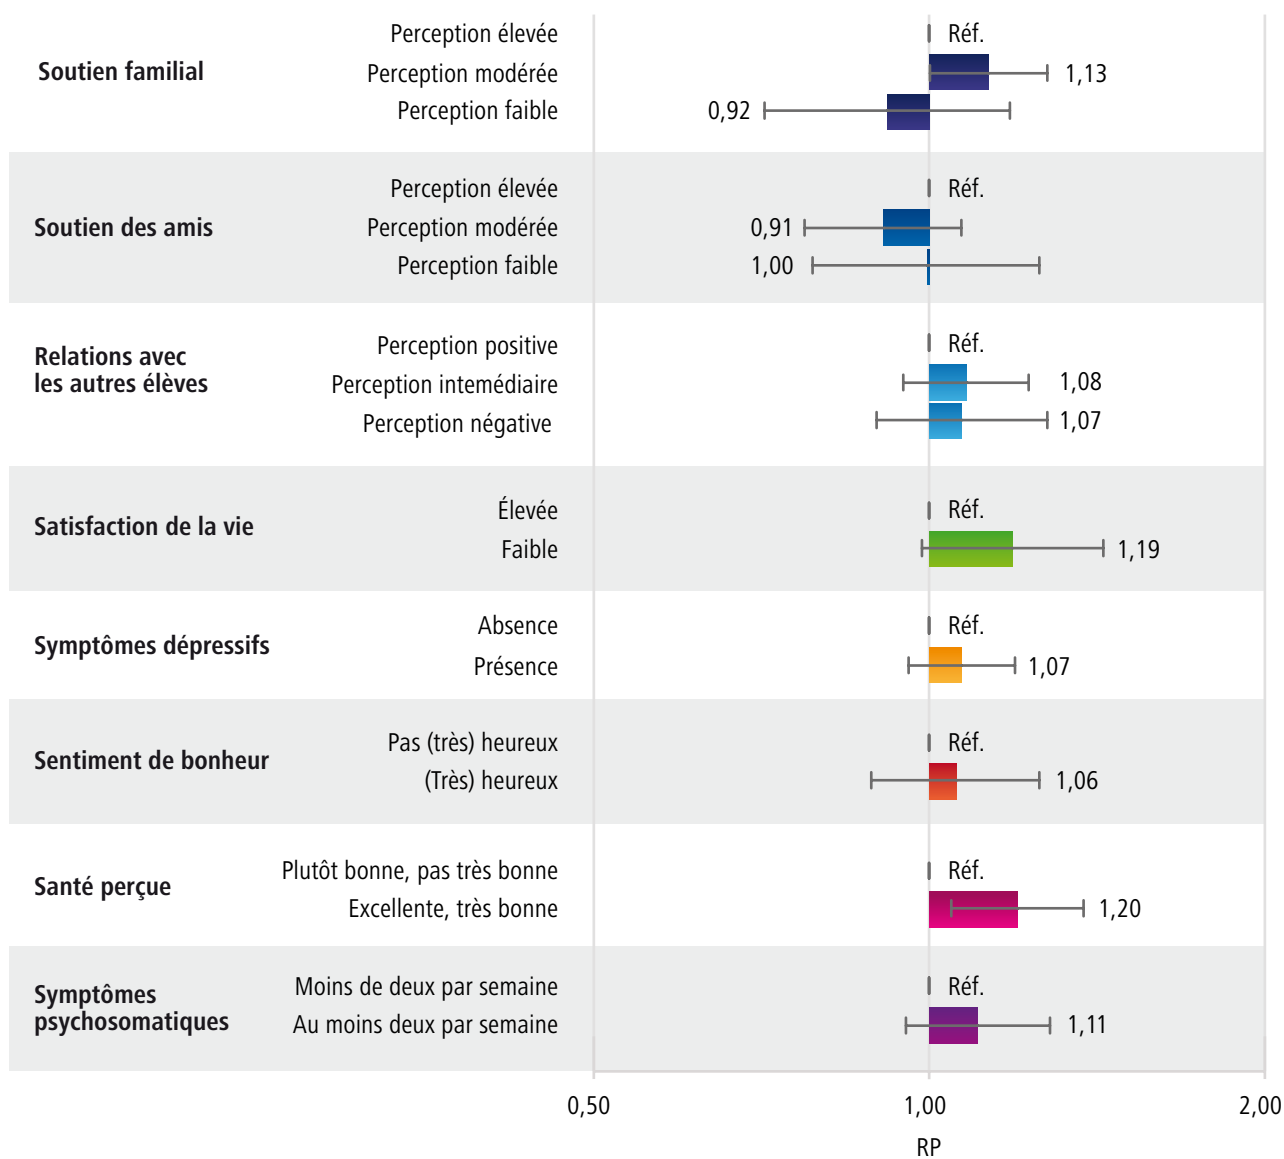 Soutien familial
Perception élevée
Réf.
Perception modérée
1,13
Perception faible
0,92
Soutien des amis
Perception élevée
Réf.
Perception modérée
0,91
Perception faible
1,00
Relations avec
les autres élèves
Perception positive
Réf.
Perception intemédiaire
1,08
Perception négative
1,07
Satisfaction de la vie
Élevée
Réf.
Faible
1,19
Symptômes dépressifs
Absence
Réf.
Présence
1,07
Sentiment de bonheur
Pas (très) heureux
Réf.
(Très) heureux
1,06
Santé perçue
Plutôt bonne, pas très bonne
Réf.
Excellente, très bonne
1,20
Symptômes
psychosomatiques
Moins de deux par semaine
Réf.
Au moins deux par semaine
1,11
0,50
1,00
2,00
RP